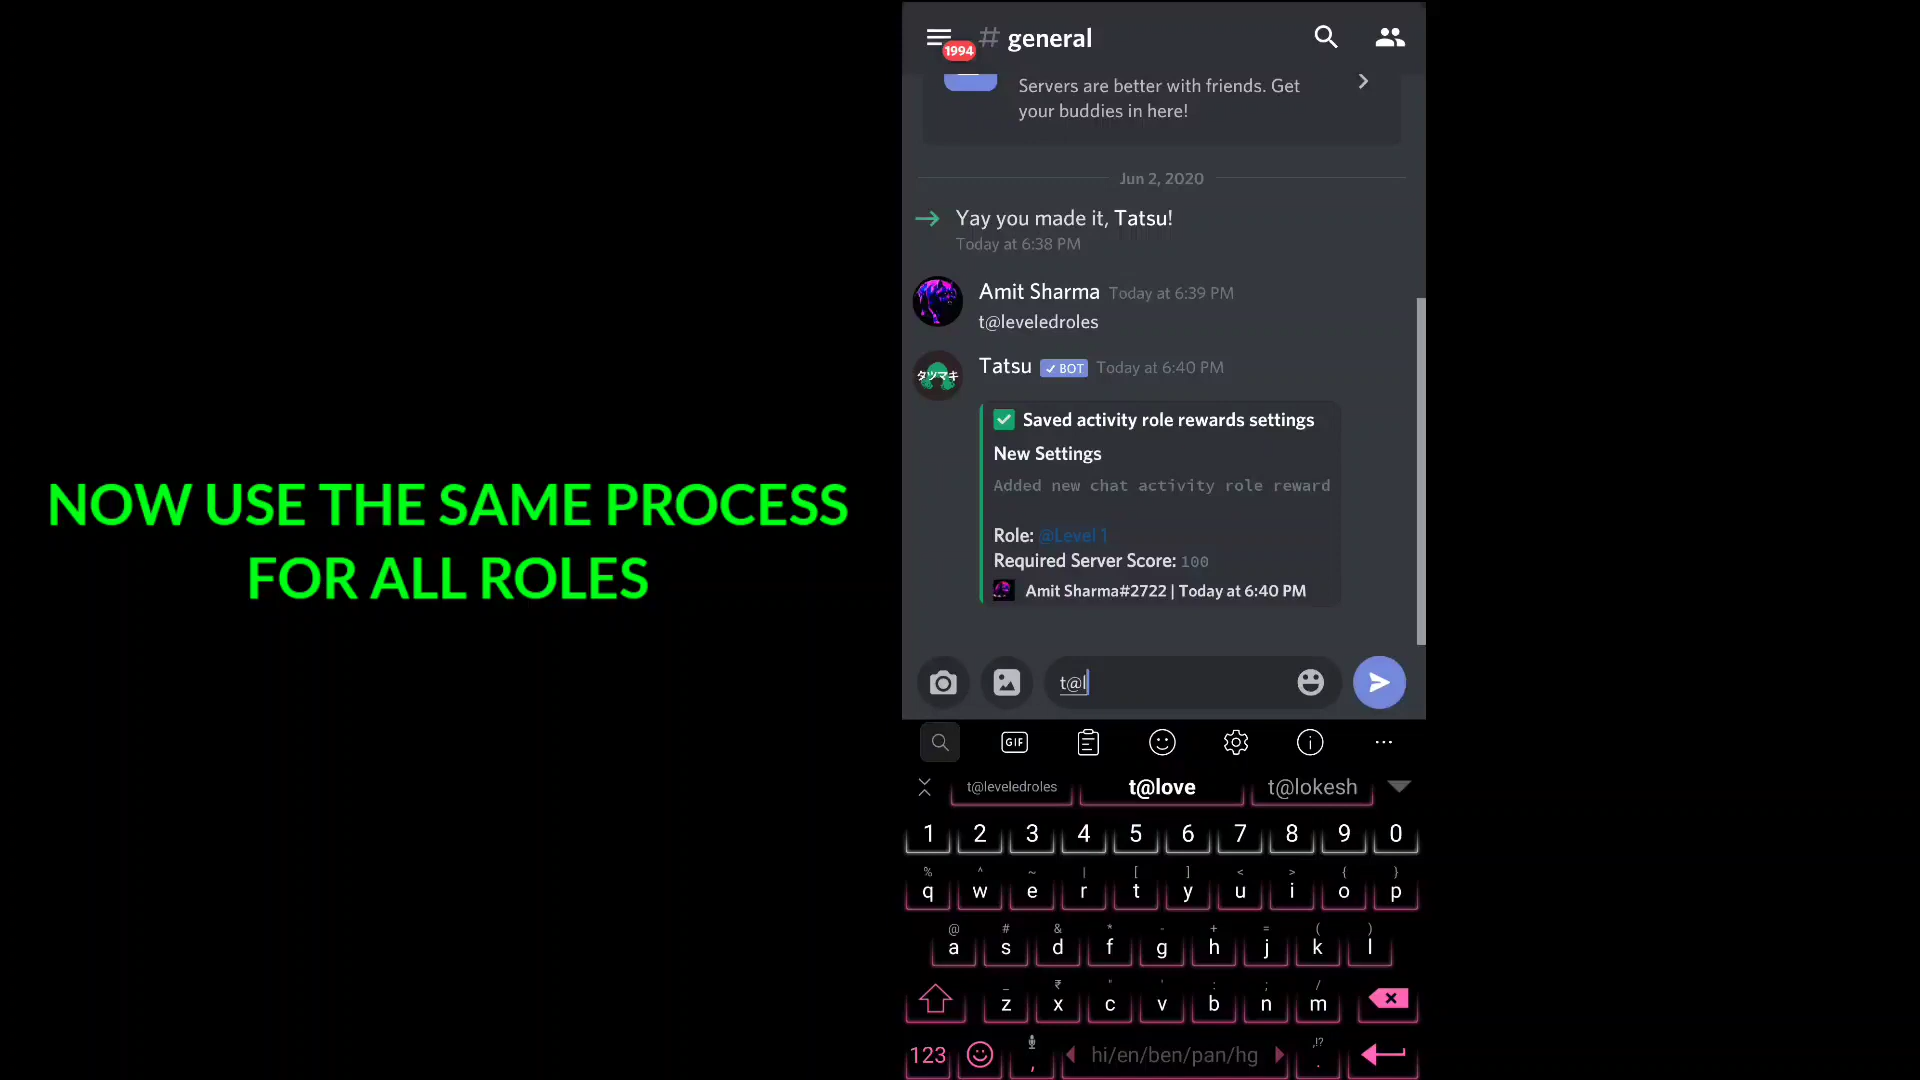 general
1994
Servers are better with friends. Get
your buddies in here!
Jun 2, 2020
Yay you made it, Tatsu!
Today at 6:38 PM
Amit Sharma Today at 6:39 PM
t@leveledroles
タツマキ
Tatsu ✓ BOT Today at 6:40 PM
Saved activity role rewards settings
New Settings
Added new chat activity role reward
Role: @Level 1
Required Server Score: 100
Amit Sharma#2722 | Today at 6:40 PM
NOW USE THE SAME PROCESS
FOR ALL ROLES
t@l
GIF
t@leveledroles t@love t@lokesh
1 2 3 4 5 6 7 8 9 0
% ^ ~ | [ ] < > { }
q w e r t y u i o p
@ # & * - + = ( )
a s d f g h j k l
_ ₹ " ' : ; /
z x c v b n m
,!?
123 , hi/en/ben/pan/hg .